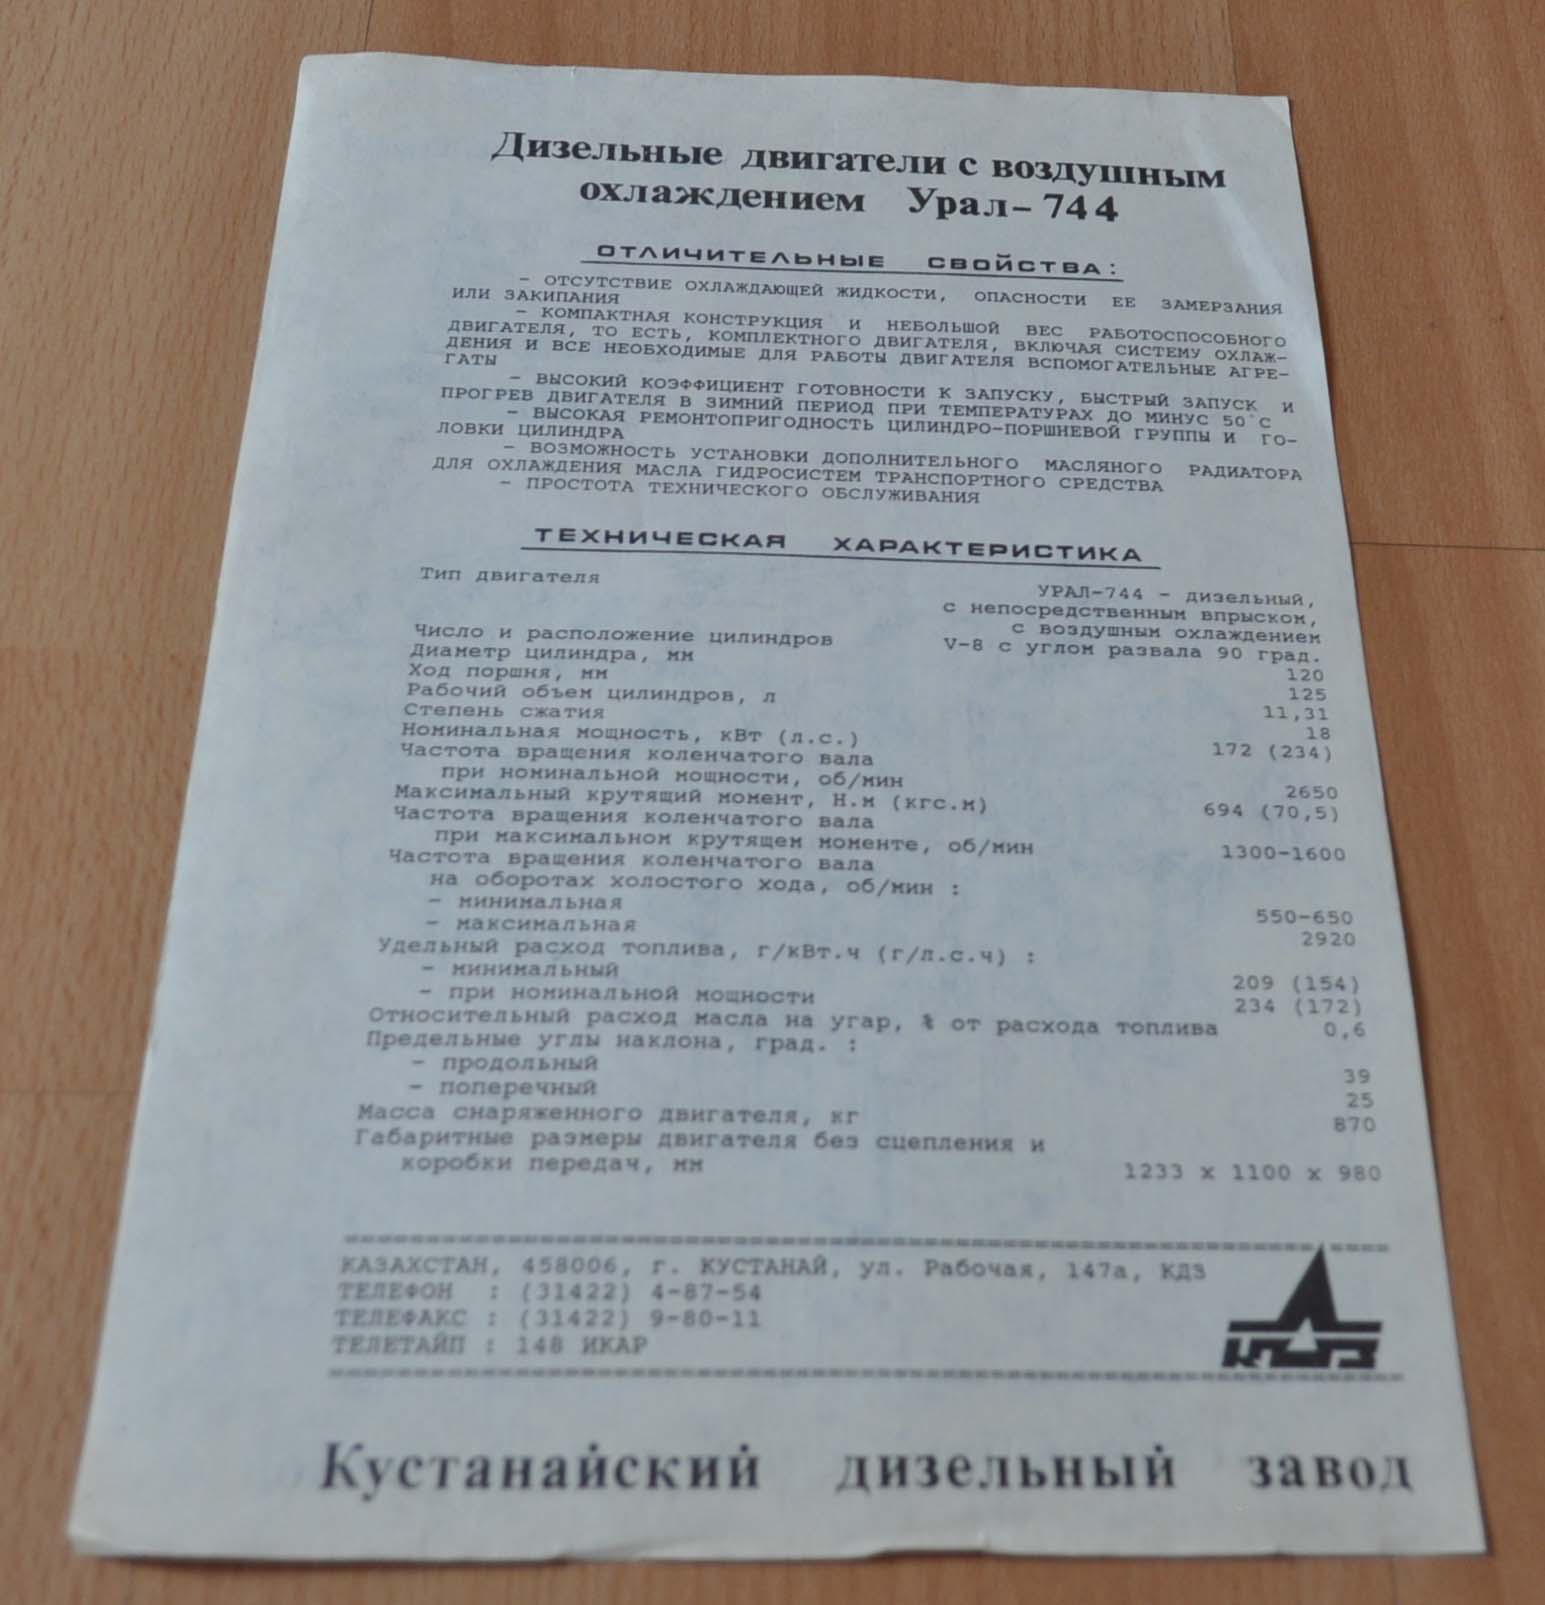 Дизельные двигатели с воздушным
охлаждением Урал-744
ОТЛИЧИТЕЛЬНЫЕ СВОЙСТВА:
- ОТСУТСТВИЕ ОХЛАЖДАЮЩЕЙ ЖИДКОСТИ, ОПАСНОСТИ ЕЕ ЗАМЕРЗАНИЯ
ИЛИ ЗАКИПАНИЯ
- КОМПАКТНАЯ КОНСТРУКЦИЯ И НЕБОЛЬШОЙ ВЕС РАБОТОСПОСОБНОГО
ДВИГАТЕЛЯ, ТО ЕСТЬ, КОМПЛЕКТНОГО ДВИГАТЕЛЯ, ВКЛЮЧАЯ СИСТЕМУ ОХЛАЖ-
ДЕНИЯ И ВСЕ НЕОБХОДИМЫЕ ДЛЯ РАБОТЫ ДВИГАТЕЛЯ ВСПОМОГАТЕЛЬНЫЕ АГРЕ-
ГАТЫ
- ВЫСОКИЙ КОЭФФИЦИЕНТ ГОТОВНОСТИ К ЗАПУСКУ, БЫСТРЫЙ ЗАПУСК И
ПРОГРЕВ ДВИГАТЕЛЯ В ЗИМНИЙ ПЕРИОД ПРИ ТЕМПЕРАТУРАХ ДО МИНУС 50°С
- ВЫСОКАЯ РЕМОНТОПРИГОДНОСТЬ ЦИЛИНДРО-ПОРШНЕВОЙ ГРУППЫ И ГО-
ЛОВКИ ЦИЛИНДРА
- ВОЗМОЖНОСТЬ УСТАНОВКИ ДОПОЛНИТЕЛЬНОГО МАСЛЯНОГО РАДИАТОРА
ДЛЯ ОХЛАЖДЕНИЯ МАСЛА ГИДРОСИСТЕМ ТРАНСПОРТНОГО СРЕДСТВА
- ПРОСТОТА ТЕХНИЧЕСКОГО ОБСЛУЖИВАНИЯ
ТЕХНИЧЕСКАЯ ХАРАКТЕРИСТИКА
Тип двигателя УРАЛ-744 - дизельный,
с непосредственным впрыском,
с воздушным охлаждением
Число и расположение цилиндров V-8 с углом развала 90 град.
Диаметр цилиндра, мм 120
Ход поршня, мм 125
Рабочий объем цилиндров, л 11,31
Степень сжатия 18
Номинальная мощность, кВт (л.с.) 172 (234)
Частота вращения коленчатого вала
при номинальной мощности, об/мин 2650
Максимальный крутящий момент, Н.м (кгс.м) 694 (70,5)
Частота вращения коленчатого вала
при максимальном крутящем моменте, об/мин 1300-1600
Частота вращения коленчатого вала
на оборотах холостого хода, об/мин :
- минимальная 550-650
- максимальная 2920
Удельный расход топлива, г/кВт.ч (г/л.с.ч) :
- минимальный 209 (154)
- при номинальной мощности 234 (172)
Относительный расход масла на угар, % от расхода топлива 0,6
Предельные углы наклона, град. :
- продольный 39
- поперечный 25
Масса снаряженного двигателя, кг 870
Габаритные размеры двигателя без сцепления и
коробки передач, мм 1233 х 1100 х 980
КАЗАХСТАН, 458006, г. КУСТАНАЙ, ул. Рабочая, 147а, КДЗ
ТЕЛЕФОН : (31422) 4-87-54
ТЕЛЕФАКС : (31422) 9-80-11
ТЕЛЕТАЙП : 148 ИКАР
КДЗ
Кустанайский дизельный завод